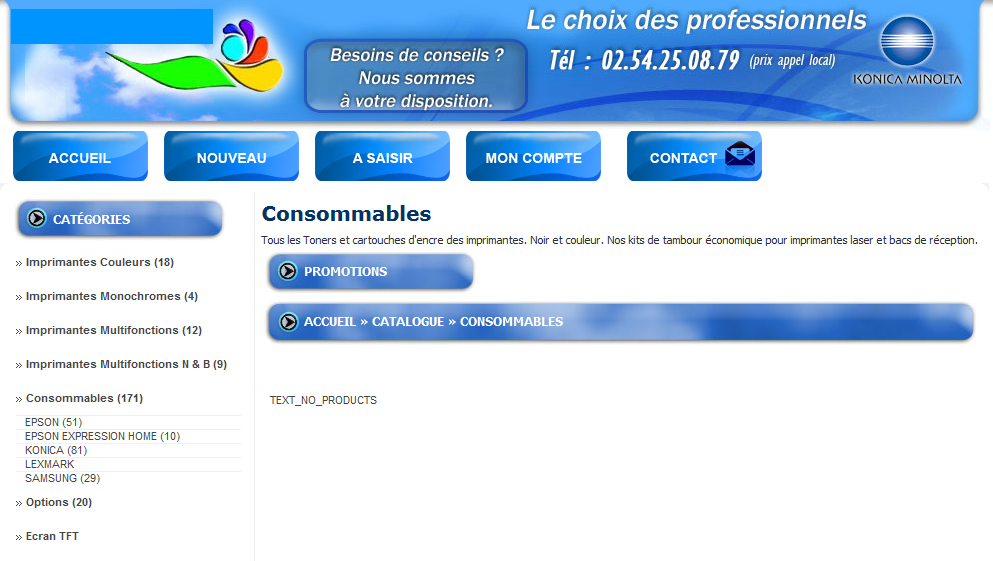 Le choix des professionnels
Besoins de conseils ?
Nous sommes
à votre disposition.
Tél : 02.54.25.08.79 (prix appel local)
KONICA MINOLTA
ACCUEIL
NOUVEAU
A SAISIR
MON COMPTE
CONTACT
CATÉGORIES
» Imprimantes Couleurs (18)
» Imprimantes Monochromes (4)
» Imprimantes Multifonctions (12)
» Imprimantes Multifonctions N & B (9)
» Consommables (171)
EPSON (51)
EPSON EXPRESSION HOME (10)
KONICA (81)
LEXMARK
SAMSUNG (29)
» Options (20)
» Ecran TFT
Consommables
Tous les Toners et cartouches d'encre des imprimantes. Noir et couleur. Nos kits de tambour économique pour imprimantes laser et bacs de réception.
PROMOTIONS
ACCUEIL » CATALOGUE » CONSOMMABLES
TEXT_NO_PRODUCTS